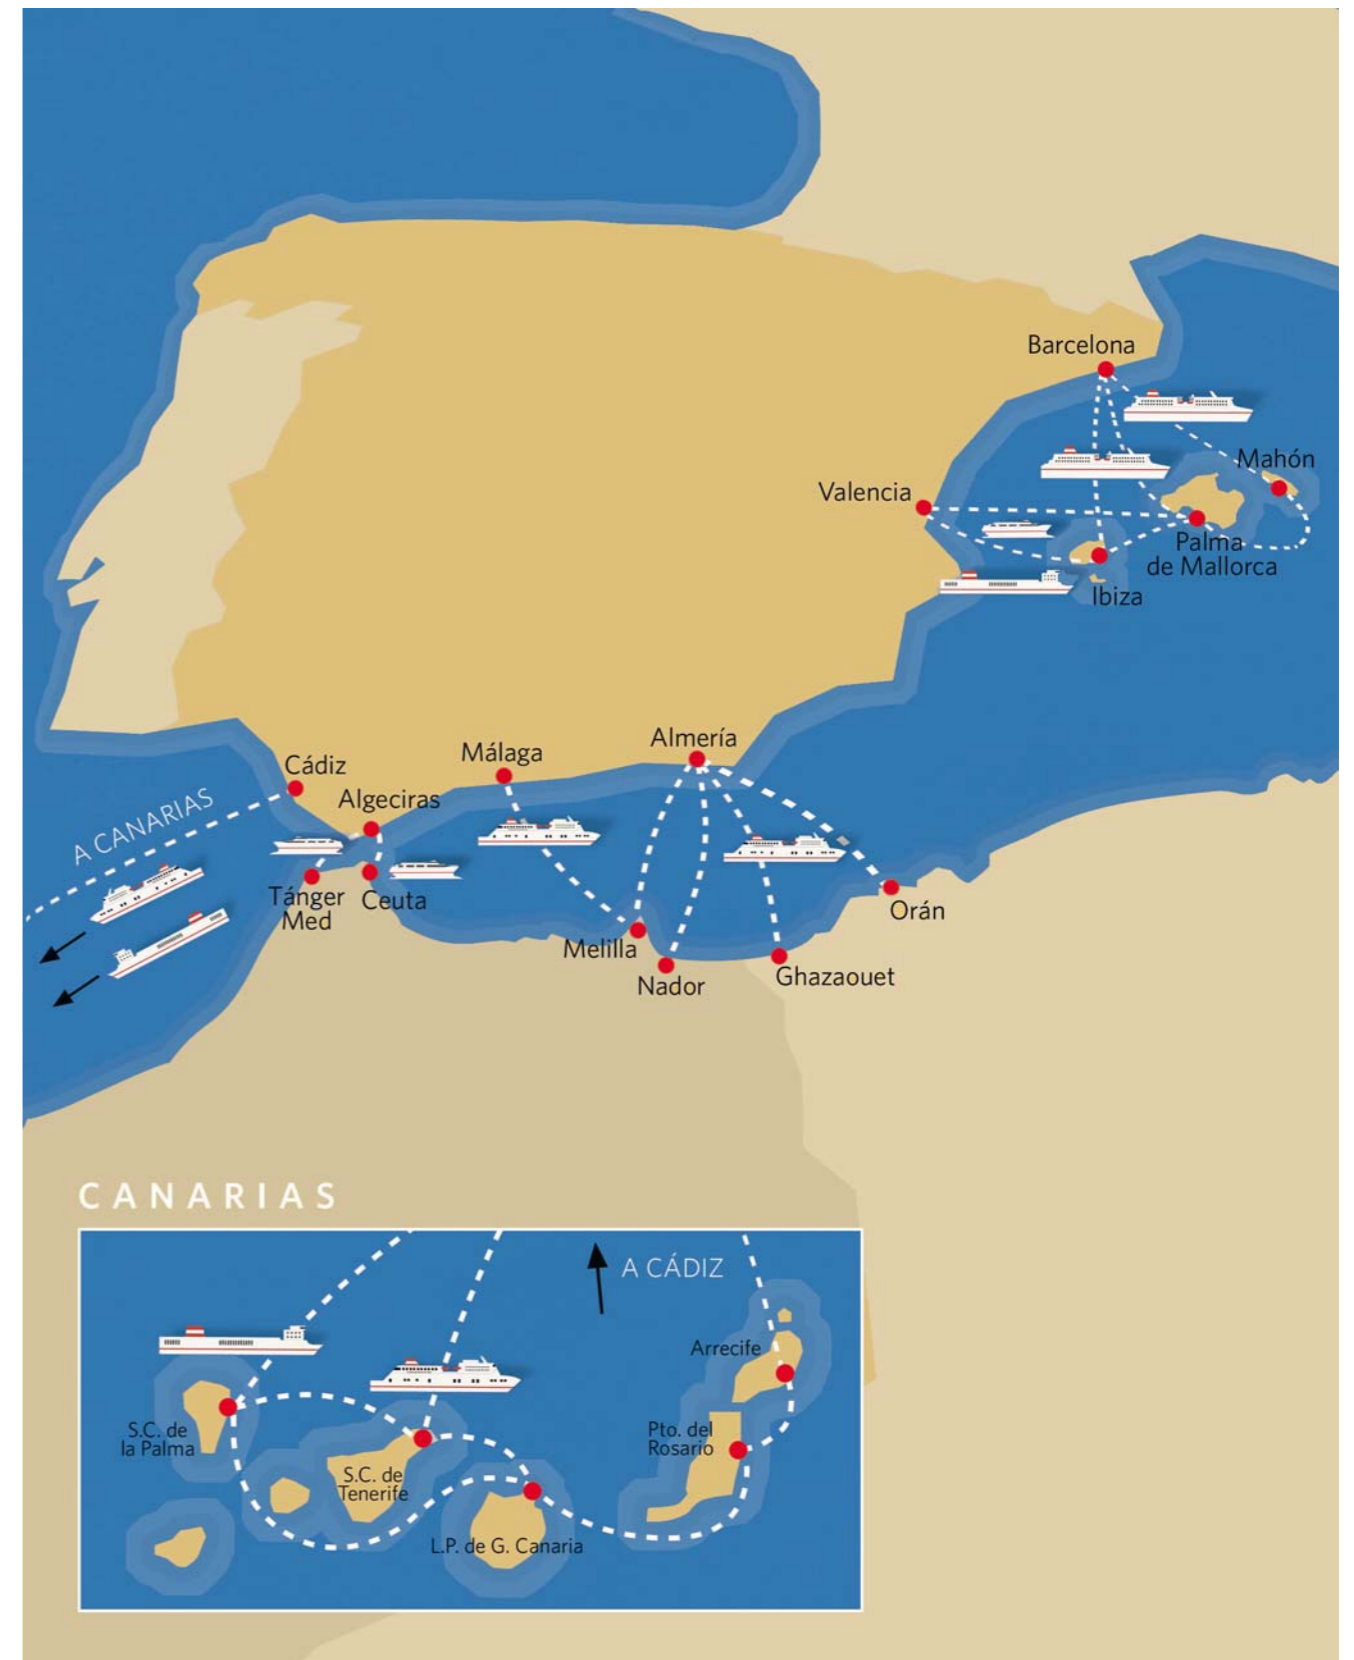 Barcelona
Mahón
Valencia
Palma
de Mallorca
Ibiza
Almería
Málaga
Cádiz
Algeciras
A CANARIAS
Tánger
Med
Ceuta
Orán
Melilla
Nador
Ghazaouet
CANARIAS
A CÁDIZ
Arrecife
S.C. de
la Palma
Pto. del
Rosario
S.C. de
Tenerife
L.P. de G. Canaria